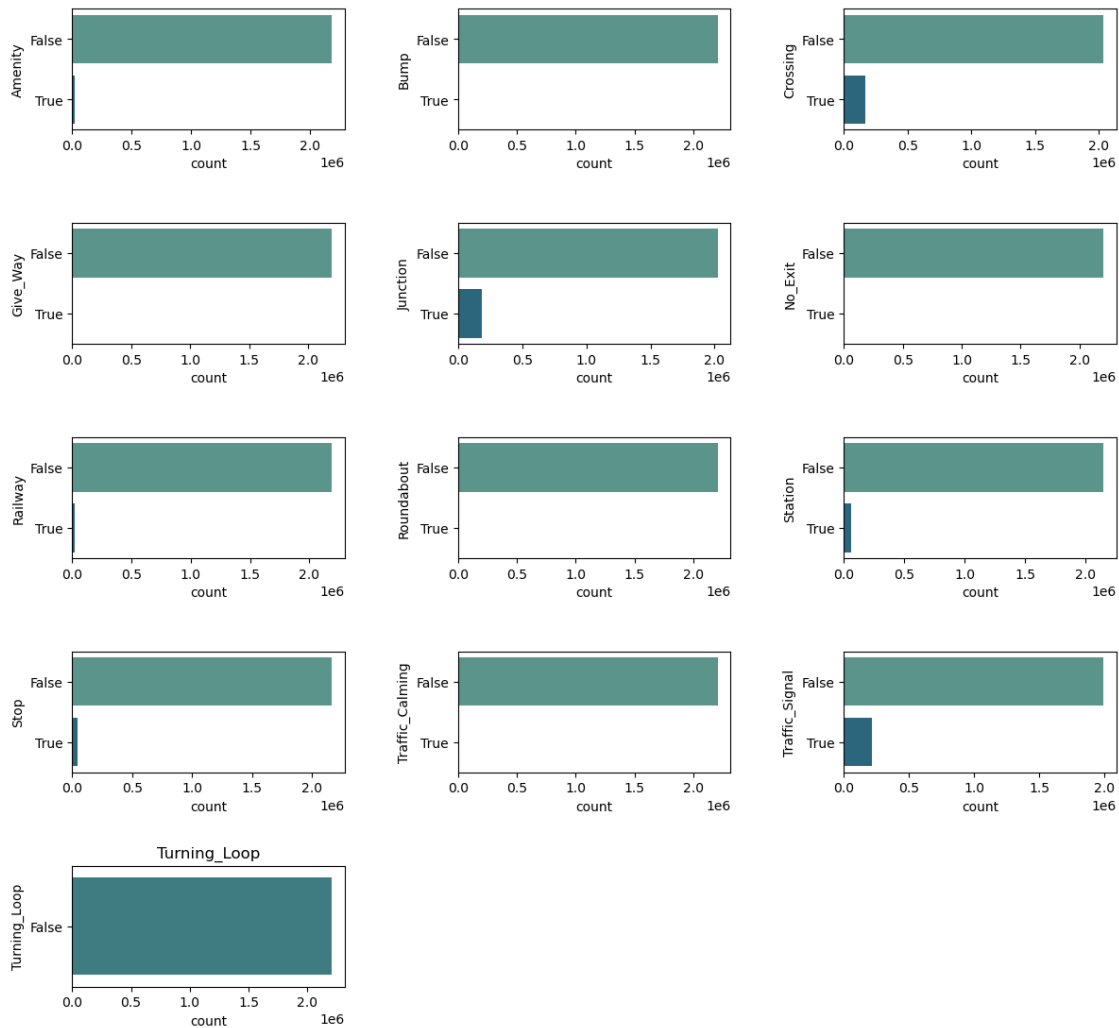 Amenity
False
True
0.0 0.5 1.0 1.5 2.0
count
1e6
Bump
False
True
0.0 0.5 1.0 1.5 2.0
count
1e6
Crossing
False
True
0.0 0.5 1.0 1.5 2.0
count
1e6
Give_Way
False
True
0.0 0.5 1.0 1.5 2.0
count
1e6
Junction
False
True
0.0 0.5 1.0 1.5 2.0
count
1e6
No_Exit
False
True
0.0 0.5 1.0 1.5 2.0
count
1e6
Railway
False
True
0.0 0.5 1.0 1.5 2.0
count
1e6
Roundabout
False
True
0.0 0.5 1.0 1.5 2.0
count
1e6
Station
False
True
0.0 0.5 1.0 1.5 2.0
count
1e6
Stop
False
True
0.0 0.5 1.0 1.5 2.0
count
1e6
Traffic_Calming
False
True
0.0 0.5 1.0 1.5 2.0
count
1e6
Traffic_Signal
False
True
0.0 0.5 1.0 1.5 2.0
count
1e6
Turning_Loop
Turning_Loop
False
0.0 0.5 1.0 1.5 2.0
count
1e6